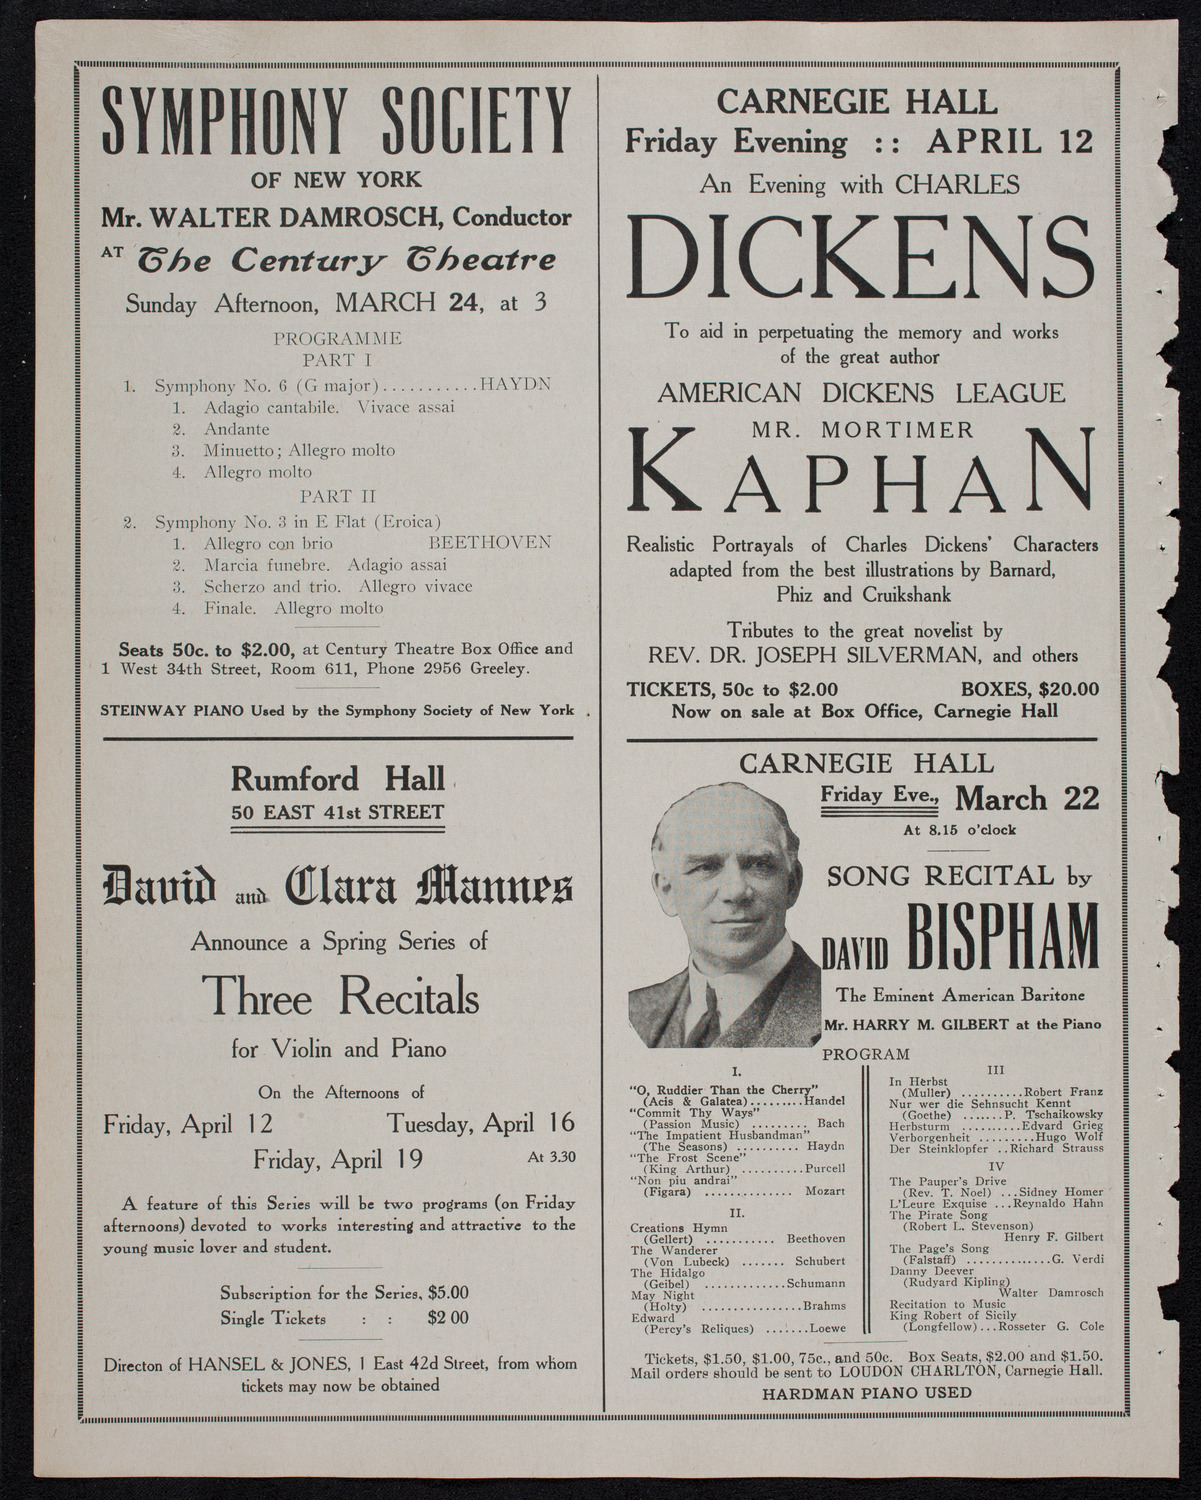 SYMPHONY SOCIETY
OF NEW YORK
Mr. WALTER DAMROSCH, Conductor
AT The Century Theatre
Sunday Afternoon, MARCH 24, at 3
PROGRAMME
PART I
1. Symphony No. 6 (G major)...........HAYDN
1. Adagio cantabile. Vivace assai
2. Andante
3. Minuetto; Allegro molto
4. Allegro molto
PART II
2. Symphony No. 3 in E Flat (Eroica)
1. Allegro con brio BEETHOVEN
2. Marcia funebre. Adagio assai
3. Scherzo and trio. Allegro vivace
4. Finale. Allegro molto
Seats 50c. to $2.00, at Century Theatre Box Office and
1 West 34th Street, Room 611, Phone 2956 Greeley.
STEINWAY PIANO Used by the Symphony Society of New York .
Rumford Hall
50 EAST 41st STREET
David and Clara Mannes
Announce a Spring Series of
Three Recitals
for Violin and Piano
On the Afternoons of
Friday, April 12 Tuesday, April 16
Friday, April 19 At 3.30
A feature of this Series will be two programs (on Friday
afternoons) devoted to works interesting and attractive to the
young music lover and student.
Subscription for the Series, $5.00
Single Tickets : : $2 00
Directon of HANSEL & JONES, 1 East 42d Street, from whom
tickets may now be obtained
CARNEGIE HALL
Friday Evening :: APRIL 12
An Evening with CHARLES
DICKENS
To aid in perpetuating the memory and works
of the great author
AMERICAN DICKENS LEAGUE
MR. MORTIMER
KAPHAN
Realistic Portrayals of Charles Dickens' Characters
adapted from the best illustrations by Barnard,
Phiz and Cruikshank
Tributes to the great novelist by
REV. DR. JOSEPH SILVERMAN, and others
TICKETS, 50c to $2.00 BOXES, $20.00
Now on sale at Box Office, Carnegie Hall
CARNEGIE HALL
Friday Eve., March 22
At 8.15 o'clock
SONG RECITAL by
DAVID BISPHAM
The Eminent American Baritone
Mr. HARRY M. GILBERT at the Piano
PROGRAM
I.
"O, Ruddier Than the Cherry"
(Acis & Galatea).........Handel
"Commit Thy Ways"
(Passion Music) ......... Bach
"The Impatient Husbandman"
(The Seasons) .......... Haydn
"The Frost Scene"
(King Arthur) ..........Purcell
"Non piu andrai"
(Figara) .............. Mozart
II.
Creations Hymn
(Gellert) ........... Beethoven
The Wanderer
(Von Lubeck) ....... Schubert
The Hidalgo
(Geibel) .............Schumann
May Night
(Holty) ................Brahms
Edward
(Percy's Reliques) .......Loewe
III
In Herbst
(Muller) ..........Robert Franz
Nur wer die Sehnsucht Kennt
(Goethe) .......P. Tschaikowsky
Herbsturm ..........Edvard Grieg
Verborgenheit .........Hugo Wolf
Der Steinklopfer ..Richard Strauss
IV
The Pauper's Drive
(Rev. T. Noel) ...Sidney Homer
L'Leure Exquise ...Reynaldo Hahn
The Pirate Song
(Robert L. Stevenson)
Henry F. Gilbert
The Page's Song
(Falstaff) ..............G. Verdi
Danny Deever
(Rudyard Kipling)
Walter Damrosch
Recitation to Music
King Robert of Sicily
(Longfellow)...Rosseter G. Cole
Tickets, $1.50, $1.00, 75c., and 50c. Box Seats, $2.00 and $1.50.
Mail orders should be sent to LOUDON CHARLTON, Carnegie Hall.
HARDMAN PIANO USED